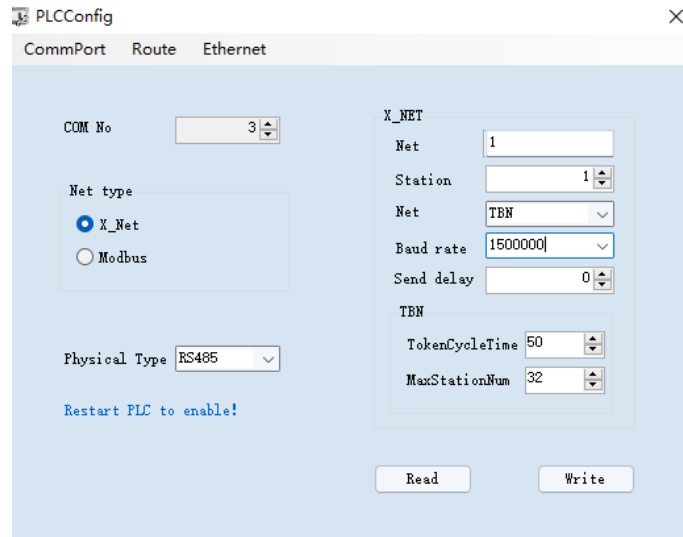 PLCConfig
CommPort Route Ethernet
COM No 3
Net type
X_Net
Modbus
Physical Type RS485
Restart PLC to enable!
X_NET
Net 1
Station 1
Net TBN
Baud rate 1500000
Send delay 0
TBN
TokenCycleTime 50
MaxStationNum 32
Read Write